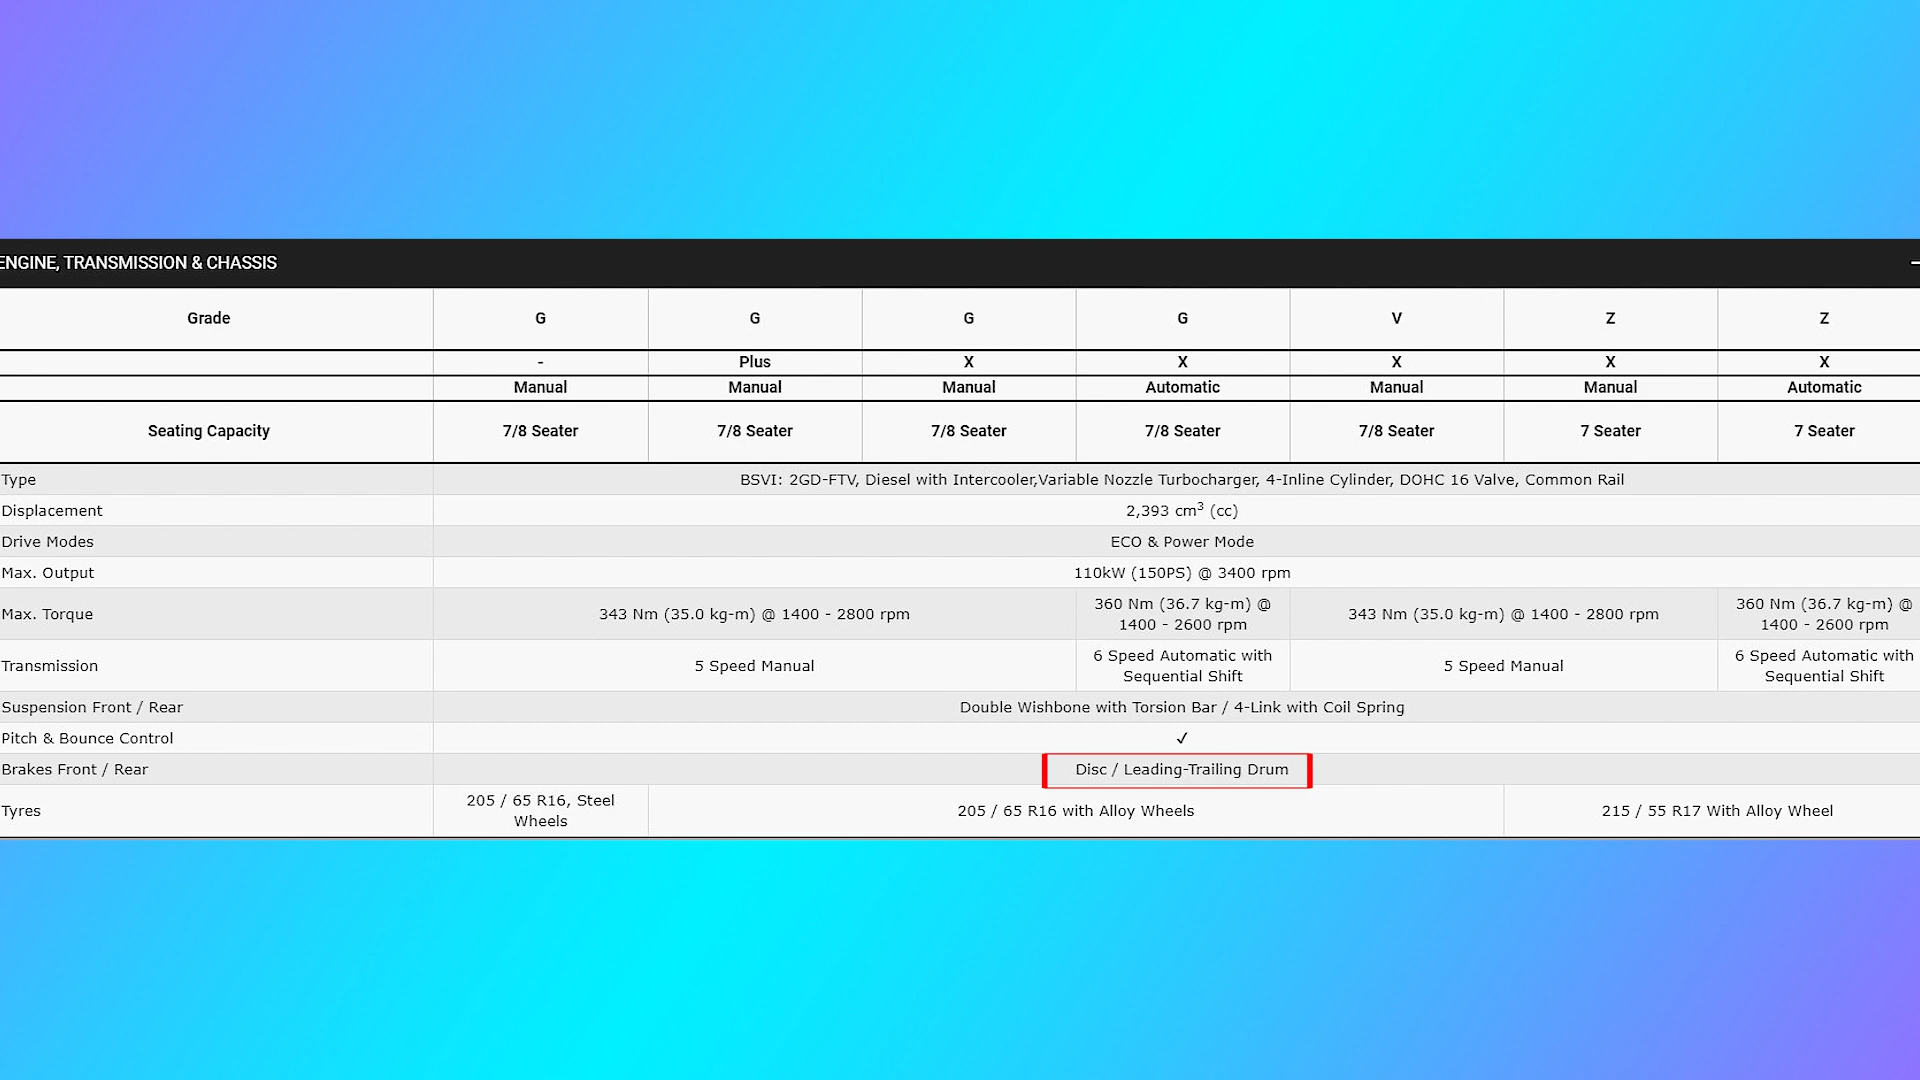 ENGINE, TRANSMISSION & CHASSIS
Grade G G G G V Z Z
- Plus X X X X X
Manual Manual Manual Automatic Manual Manual Automatic
Seating Capacity 7/8 Seater 7/8 Seater 7/8 Seater 7/8 Seater 7/8 Seater 7 Seater 7 Seater
Type BSVI: 2GD-FTV, Diesel with Intercooler,Variable Nozzle Turbocharger, 4-Inline Cylinder, DOHC 16 Valve, Common Rail
Displacement 2,393 cm³ (cc)
Drive Modes ECO & Power Mode
Max. Output 110kW (150PS) @ 3400 rpm
Max. Torque 343 Nm (35.0 kg-m) @ 1400 - 2800 rpm 360 Nm (36.7 kg-m) @ 1400 - 2600 rpm 343 Nm (35.0 kg-m) @ 1400 - 2800 rpm 360 Nm (36.7 kg-m) @ 1400 - 2600 rpm
Transmission 5 Speed Manual 6 Speed Automatic with Sequential Shift 5 Speed Manual 6 Speed Automatic with Sequential Shift
Suspension Front / Rear Double Wishbone with Torsion Bar / 4-Link with Coil Spring
Pitch & Bounce Control ✓
Brakes Front / Rear Disc / Leading-Trailing Drum
Tyres 205 / 65 R16, Steel Wheels 205 / 65 R16 with Alloy Wheels 215 / 55 R17 With Alloy Wheel